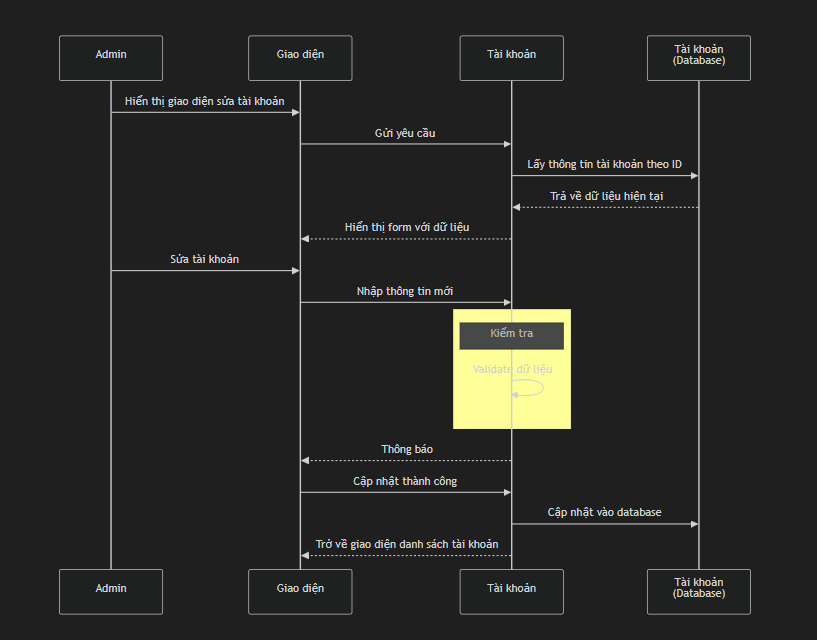 Admin
Giao diện
Tài khoản
Tài khoản
(Database)
Hiển thị giao diện sửa tài khoản
Gửi yêu cầu
Lấy thông tin tài khoản theo ID
Trả về dữ liệu hiện tại
Hiển thị form với dữ liệu
Sửa tài khoản
Nhập thông tin mới
Kiểm tra
Validate dữ liệu
Thông báo
Cập nhật thành công
Cập nhật vào database
Trở về giao diện danh sách tài khoản
Admin
Giao diện
Tài khoản
Tài khoản
(Database)